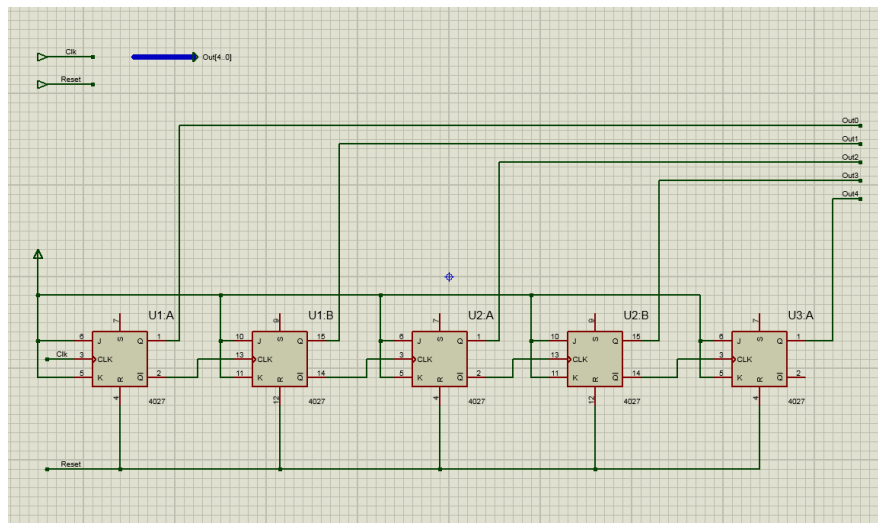 Clk
Out[4..0]
Reset
Out0
Out1
Out2
Out3
Out4
U1:A
U1:B
U2:A
U2:B
U3:A
7
9
7
9
7
6 J S Q 1
10 J S Q 15
6 J S Q 1
10 J S Q 15
6 J S Q 1
Clk 3 CLK
13 CLK
3 CLK
13 CLK
3 CLK
5 K R Q 2
11 K R Q 14
5 K R Q 2
11 K R Q 14
5 K R Q 2
4 4027
12 4027
4 4027
12 4027
4 4027
Reset